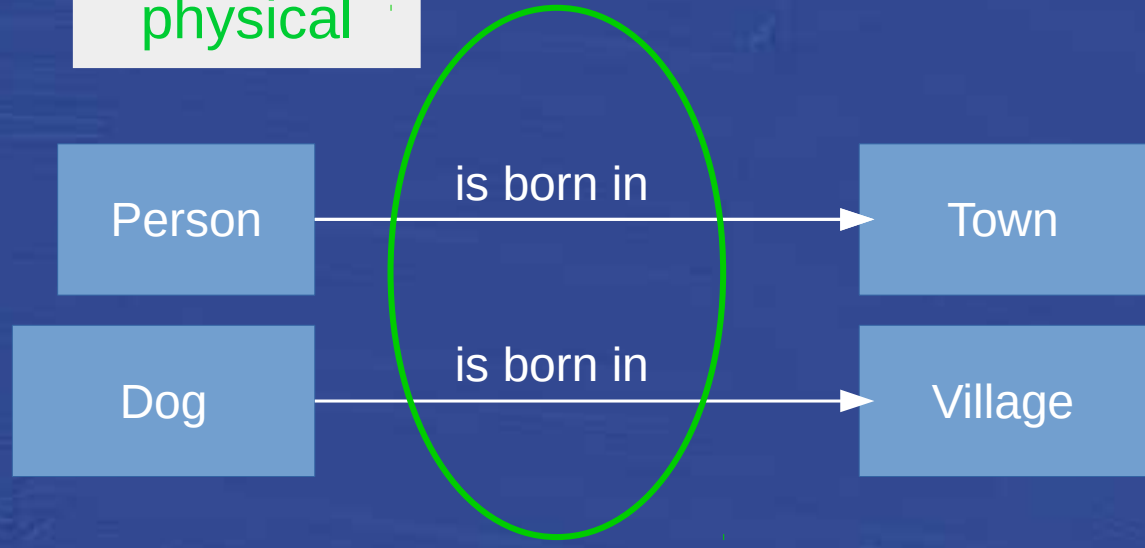 physical
is born in
Person
Town
is born in
Dog
Village